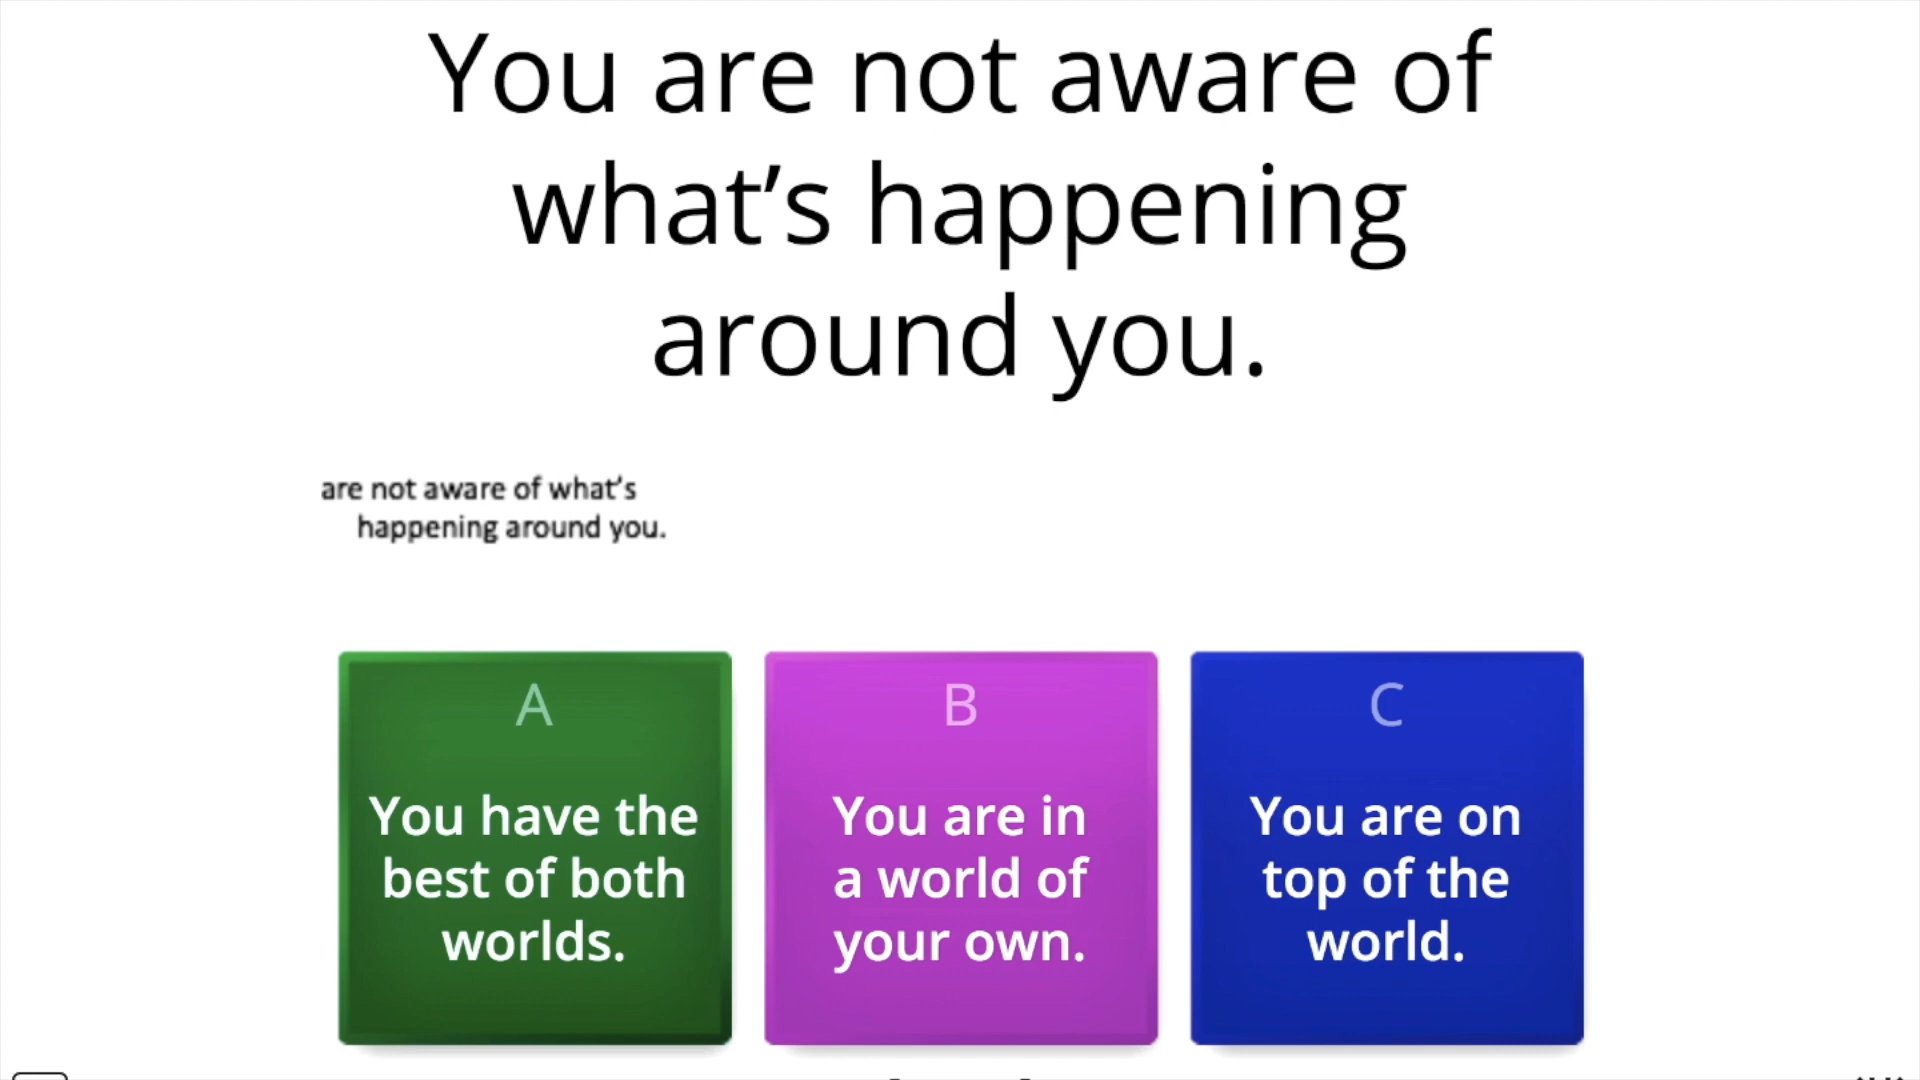 You are not aware of
what’s happening
around you.
are not aware of what’s
happening around you.
A
You have the
best of both
worlds.
B
You are in
a world of
your own.
C
You are on
top of the
world.